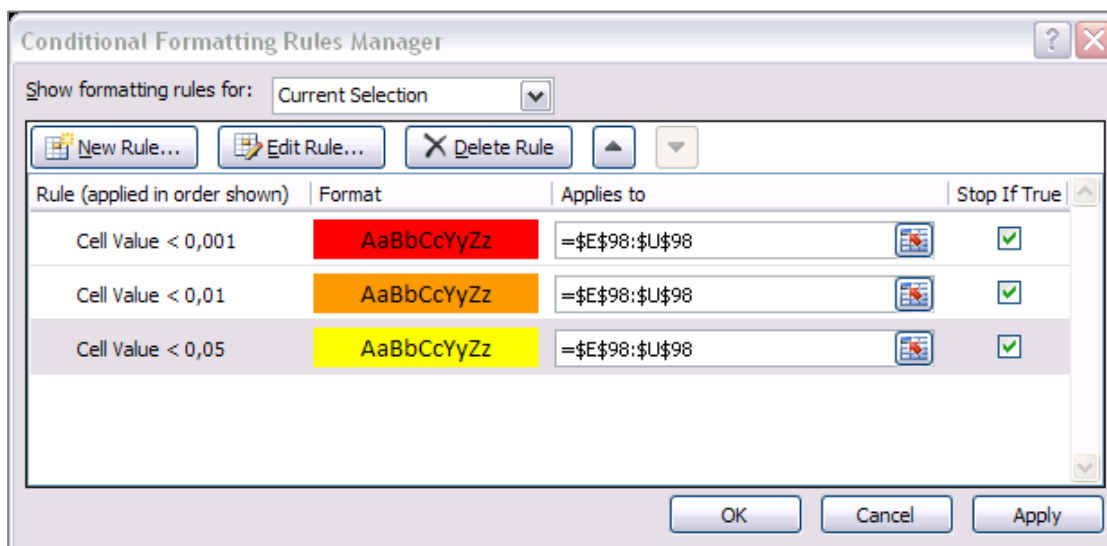 Conditional Formatting Rules Manager
?
Show formatting rules for: Current Selection
New Rule... Edit Rule... Delete Rule
Rule (applied in order shown) Format Applies to Stop If True
Cell Value < 0,001 AaBbCcYyZz =$E$98:$U$98
Cell Value < 0,01 AaBbCcYyZz =$E$98:$U$98
Cell Value < 0,05 AaBbCcYyZz =$E$98:$U$98
OK Cancel Apply